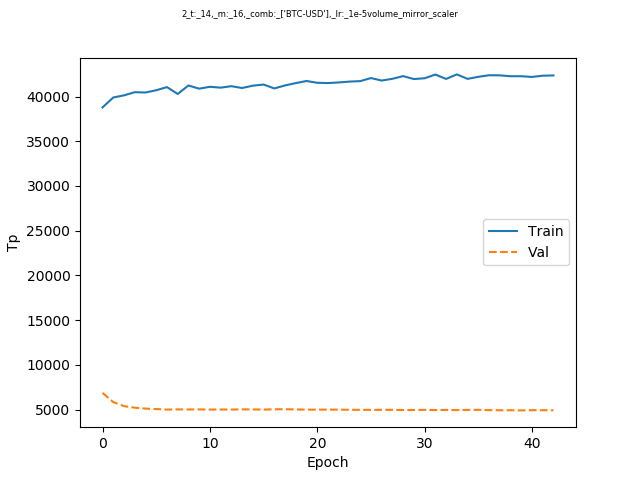 2_t:_14,_m:_16,_comb:_['BTC-USD'],_lr:_1e-5volume_mirror_scaler
40000
35000
30000
25000
20000
15000
10000
5000
Tp
Train
Val
0 10 20 30 40
Epoch